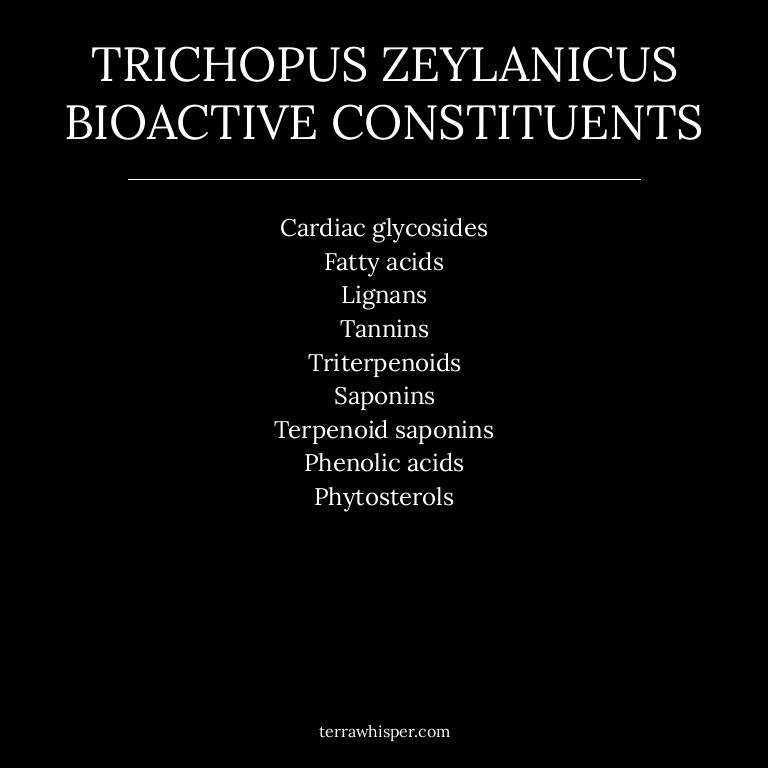 TRICHOPUS ZEYLANICUS
BIOACTIVE CONSTITUENTS
Cardiac glycosides
Fatty acids
Lignans
Tannins
Triterpenoids
Saponins
Terpenoid saponins
Phenolic acids
Phytosterols
terrawhisper.com